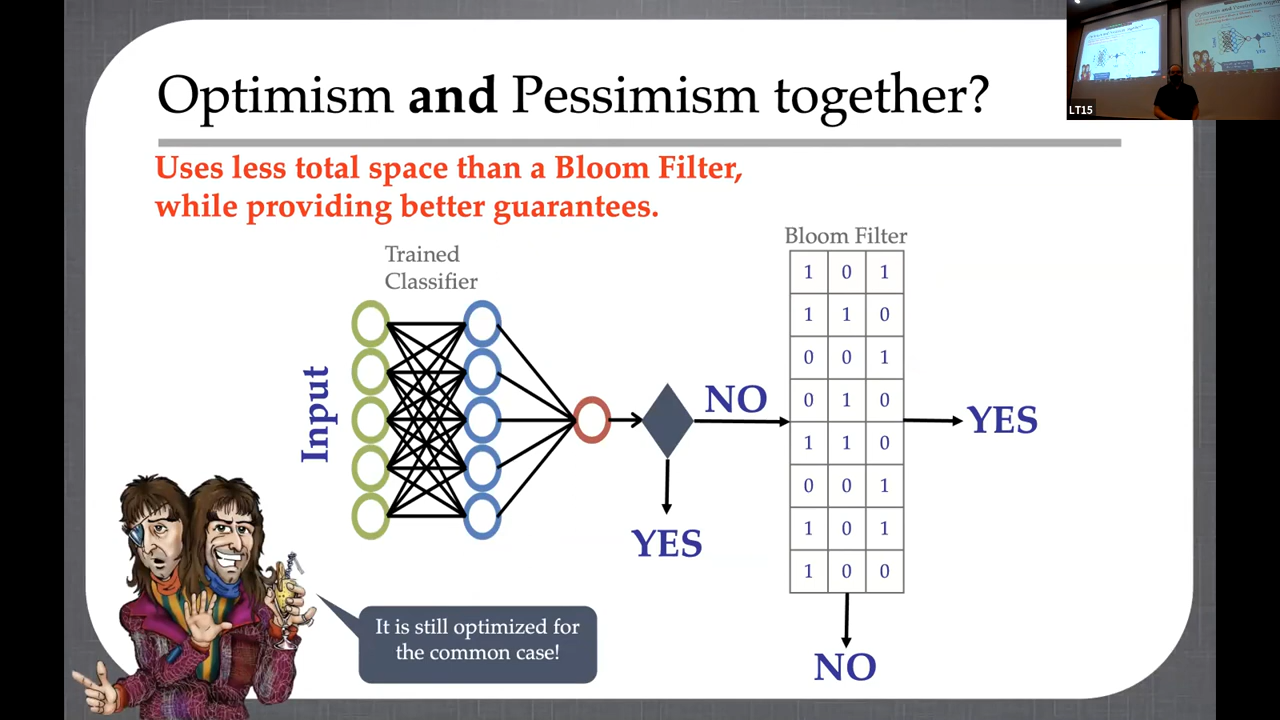 Optimism and Pessimism together?
LT15
Uses less total space than a Bloom Filter,
while providing better guarantees.
Trained
Classifier
Bloom Filter
Input
1 0 1
1 1 0
0 0 1
0 1 0
1 1 0
0 0 1
1 0 1
1 0 0
NO
YES
YES
NO
It is still optimized for
the common case!